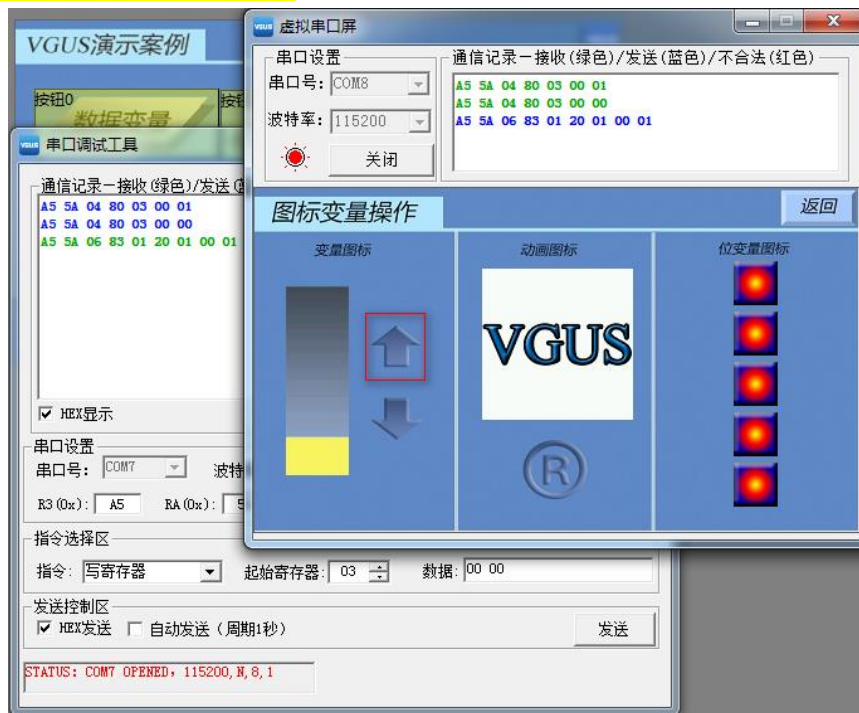 VGUS演示案例
按钮0
数据变量
虚拟串口屏
串口设置
串口号: COM8
波特率: 115200
关闭
通信记录－接收(绿色)/发送(蓝色)/不合法(红色)
A5 5A 04 80 03 00 01
A5 5A 04 80 03 00 00
A5 5A 06 83 01 20 01 00 01
图标变量操作
返回
变量图标
动画图标
位变量图标
VGUS
®
串口调试工具
通信记录－接收(绿色)/发送
A5 5A 04 80 03 00 01
A5 5A 04 80 03 00 00
A5 5A 06 83 01 20 01 00 01
HEX显示
串口设置
串口号: COM7
波特
R3(0x): A5
RA(0x): 5
指令选择区
指令: 写寄存器
起始寄存器: 03
数据: 00 00
发送控制区
HEX发送
自动发送（周期1秒）
发送
STATUS: COM7 OPENED, 115200,N,8,1